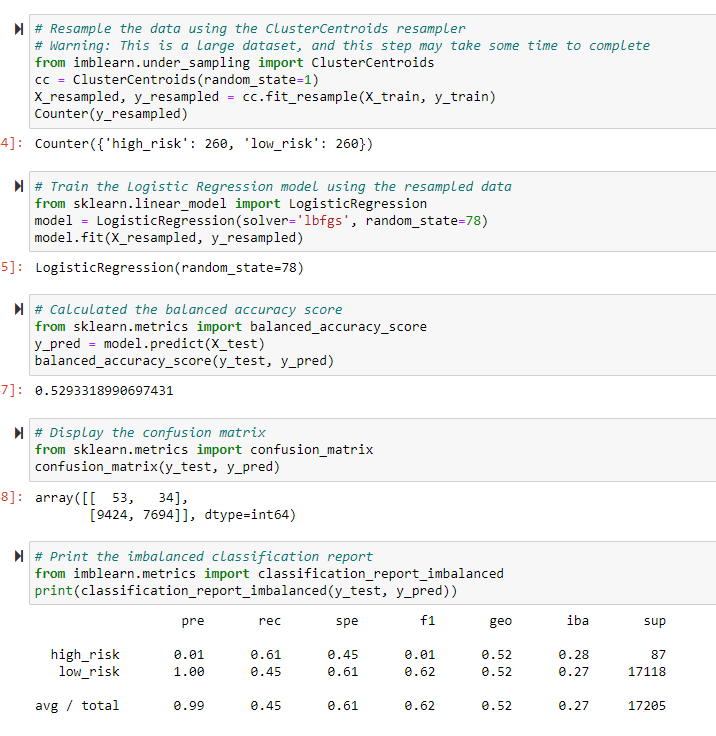 # Resample the data using the ClusterCentroids resampler
# Warning: This is a large dataset, and this step may take some time to complete
from imblearn.under_sampling import ClusterCentroids
cc = ClusterCentroids(random_state=1)
X_resampled, y_resampled = cc.fit_resample(X_train, y_train)
Counter(y_resampled)
4]: Counter({'high_risk': 260, 'low_risk': 260})
# Train the Logistic Regression model using the resampled data
from sklearn.linear_model import LogisticRegression
model = LogisticRegression(solver='lbfgs', random_state=78)
model.fit(X_resampled, y_resampled)
5]: LogisticRegression(random_state=78)
# Calculated the balanced accuracy score
from sklearn.metrics import balanced_accuracy_score
y_pred = model.predict(X_test)
balanced_accuracy_score(y_test, y_pred)
7]: 0.5293318990697431
# Display the confusion matrix
from sklearn.metrics import confusion_matrix
confusion_matrix(y_test, y_pred)
8]: array([[  53,   34],
       [9424, 7694]], dtype=int64)
# Print the imbalanced classification report
from imblearn.metrics import classification_report_imbalanced
print(classification_report_imbalanced(y_test, y_pred))
pre rec spe f1 geo iba sup
high_risk 0.01 0.61 0.45 0.01 0.52 0.28 87
low_risk 1.00 0.45 0.61 0.62 0.52 0.27 17118
avg / total 0.99 0.45 0.61 0.62 0.52 0.27 17205